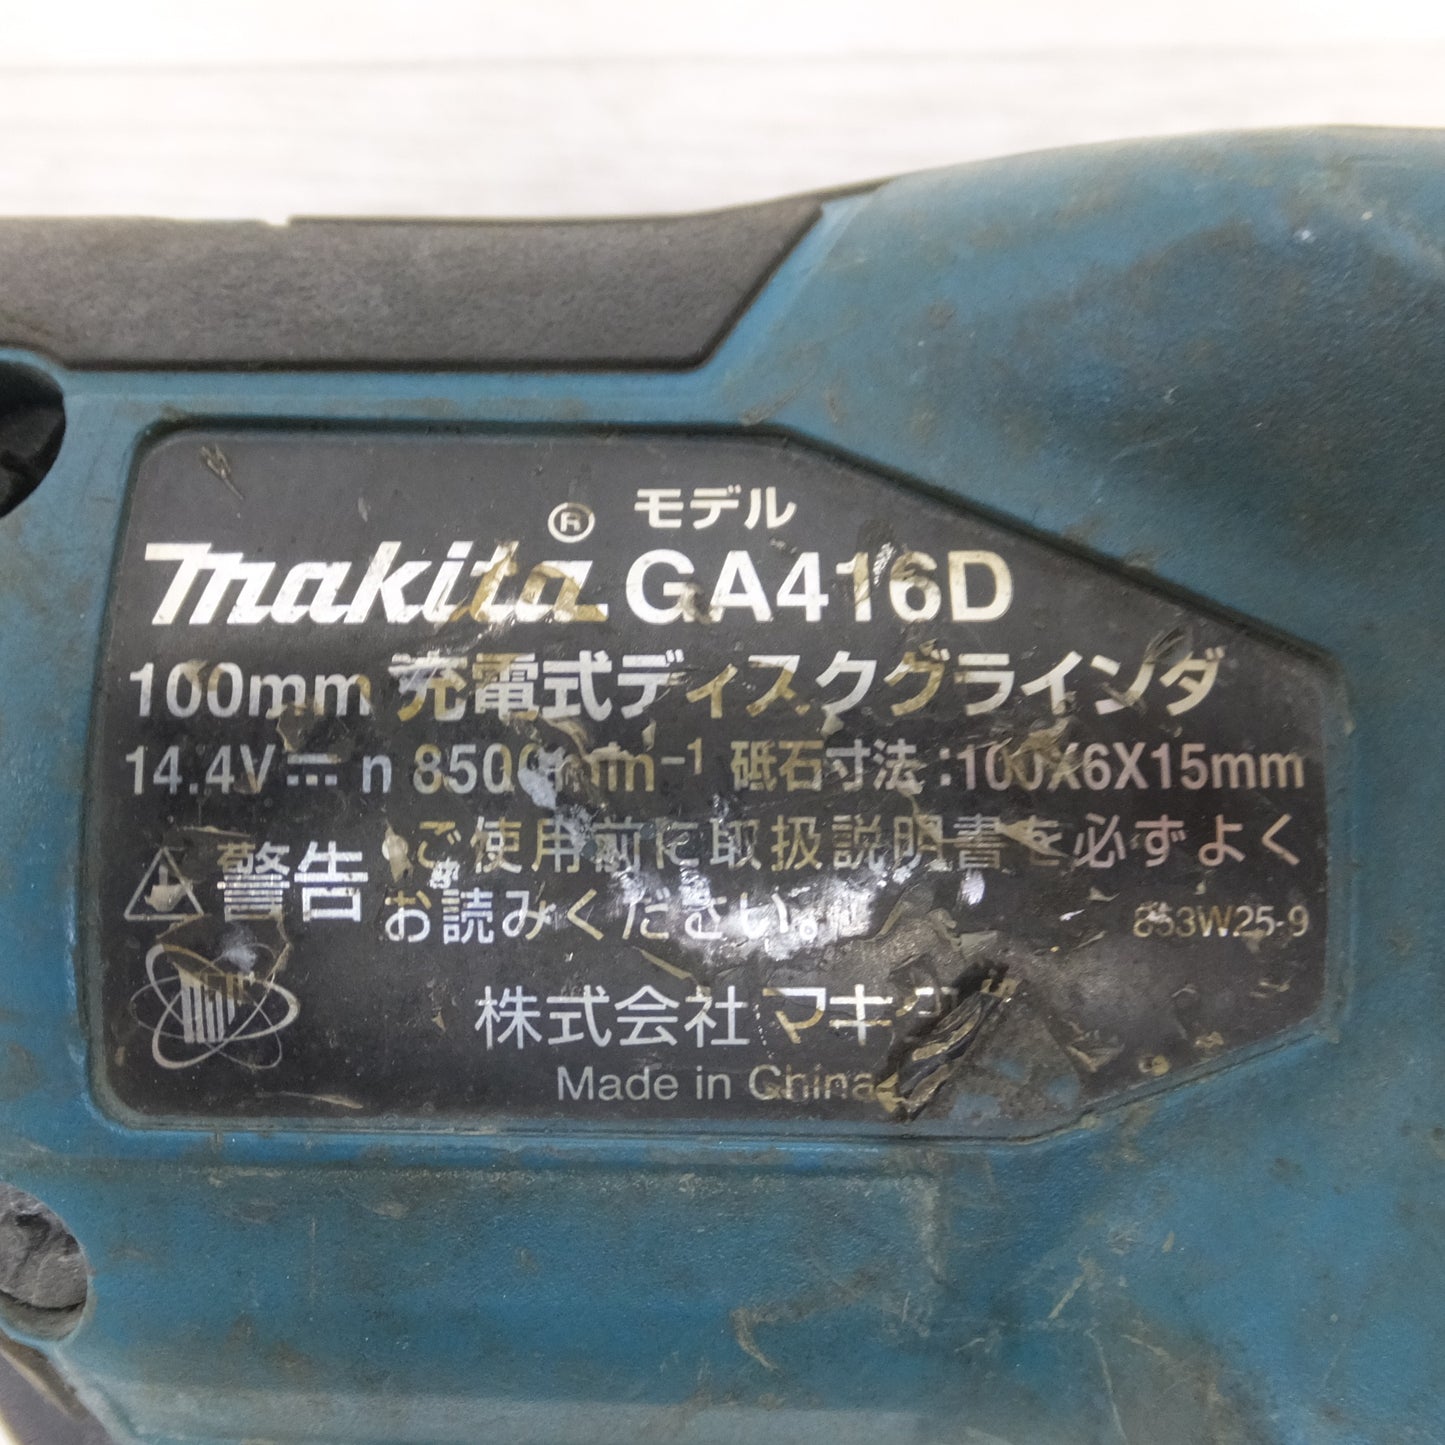 モデル
makita® GA416D
100mm 充電式ディスクグラインダ
14.4V ⎓ n 8500min⁻¹ 砥石寸法:100X6X15mm
⚠ 警告 ・ご使用前に取扱説明書を必ずよく
お読みください。 853W25-9
株式会社マキタ
Made in China